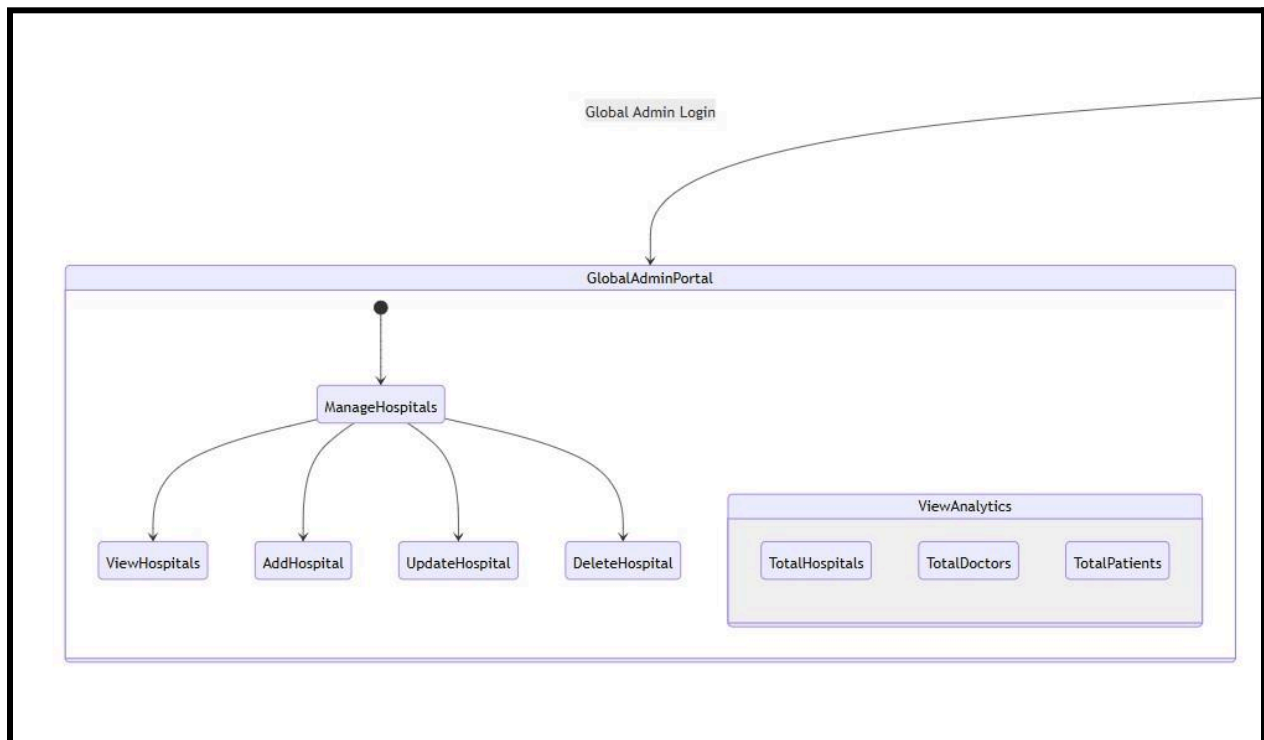 Global Admin Login
GlobalAdminPortal
ManageHospitals
ViewAnalytics
ViewHospitals
AddHospital
UpdateHospital
DeleteHospital
TotalHospitals
TotalDoctors
TotalPatients